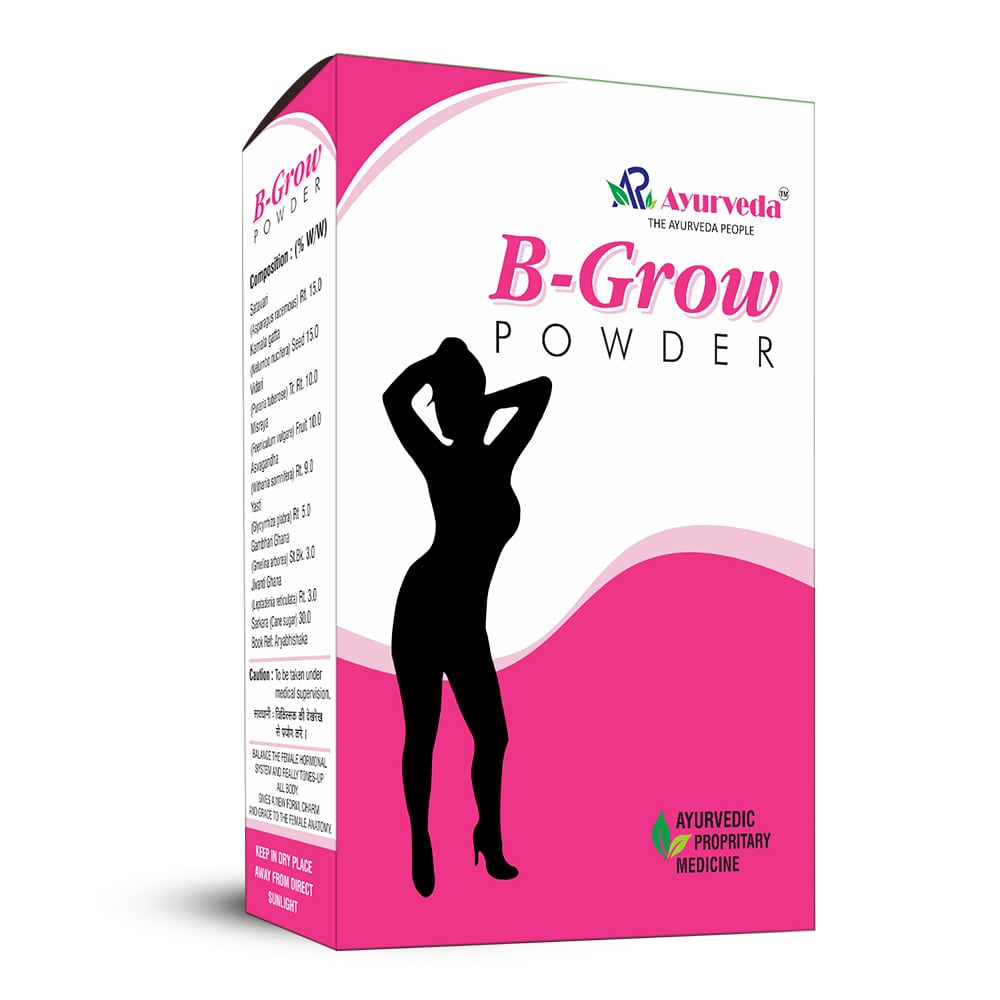 AR Ayurveda™
THE AYURVEDA PEOPLE
B-Grow
POWDER
AYURVEDIC
PROPRITARY
MEDICINE
B-Grow
POWDER
Composition : (% W/W)
Satavari
(Asparagus racemous) Rt. 15.0
Kamala gatta
(Nelumbo nucifera) Seed 15.0
Vidari
(Puraria tuberose) Tr. Rt. 10.0
Misreya
(Foeniculum vulgare) Fruit 10.0
Asvagandha
(Withania somnifera) Rt. 9.0
Yasti
(Glycyrrhiza glabra) Rt 5.0
Gambhari Ghana
(Gmelina arborea) St.Bk. 3.0
Jivanti Ghana
(Leptadenia reticulata) Rt. 3.0
Sarkara (Cane sugar) 30.0
Book Ref: Aryabhishaka
Caution : To be taken under
medical supervision.
सावधानी : चिकित्सक की देखरेख
से प्रयोग करे ।
BALANCE THE FEMALE HORMONAL
SYSTEM AND REALLY TONES-UP
ALL BODY.
GIVES A NEW FORM, CHARM
AND GRACE TO THE FEMALE ANATOMY.
KEEP IN DRY PLACE
AWAY FROM DIRECT
SUNLIGHT